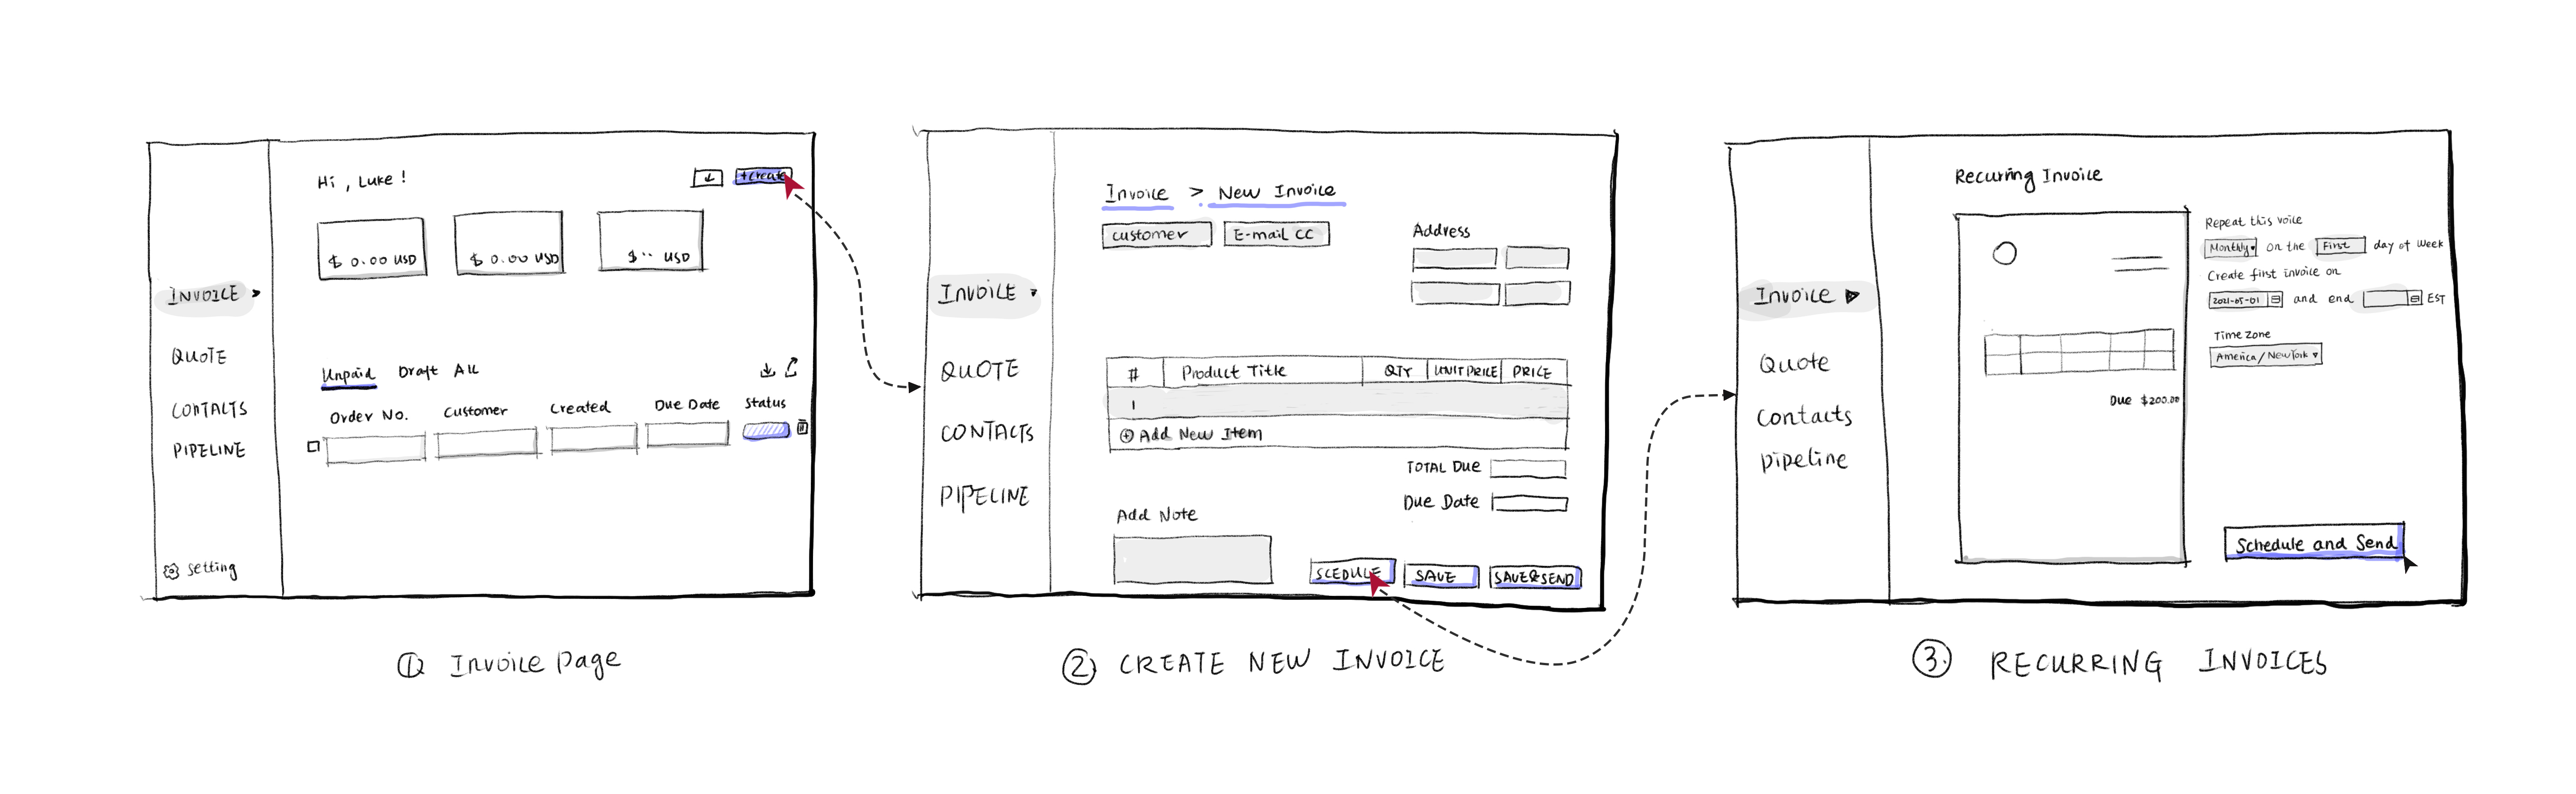 Hi, Luke!
+Create
$ 0.00 USD
$ 0.00 USD
$ .. USD
INVOICE
QUOTE
CONTACTS
PIPELINE
setting
Unpaid Draft All
Order No. Customer Created Due Date Status
① Invoice Page
Invoice > New Invoice
customer
E-mail CC
Address
INVOICE
QUOTE
CONTACTS
PIPELINE
# Product Title QTY UNIT PRICE PRICE
1
Add New Item
TOTAL Due
Due Date
Add Note
SCEDULE
SAVE
SAVE&SEND
② CREATE NEW INVOICE
Recurring Invoice
Invoice
Quote
Contacts
Pipeline
Due $200.00
Repeat this voice
Monthly on the First day of week
Create first invoice on
2021-05-01 and end EST
Time Zone
America/NewYork
Schedule and Send
③. RECURRING INVOICES